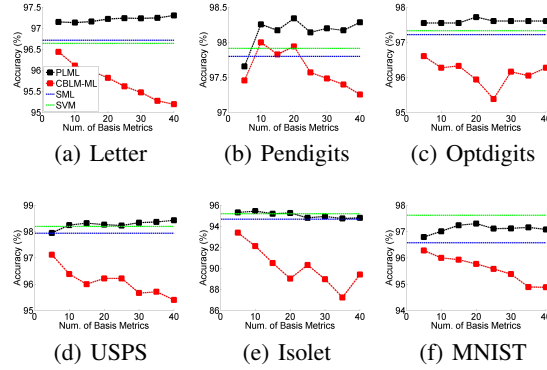 97.5
97
96.5
96
95.5
95
Accuracy (%)
PLML
CBLM-ML
SML
SVM
0 10 20 30 40
Num. of Basis Metrics
(a) Letter
99
98
97
Accuracy (%)
0 10 20 30 40
Num. of Basis Metrics
(b) Pendigits
98
97
96
95
Accuracy (%)
0 10 20 30 40
Num. of Basis Metrics
(c) Optdigits
99
98
97
96
95
Accuracy (%)
0 10 20 30 40
Num. of Basis Metrics
(d) USPS
96
94
92
90
88
86
Accuracy (%)
0 10 20 30 40
Num. of Basis Metrics
(e) Isolet
98
97
96
95
94
Accuracy (%)
0 10 20 30 40
Num. of Basis Metrics
(f) MNIST